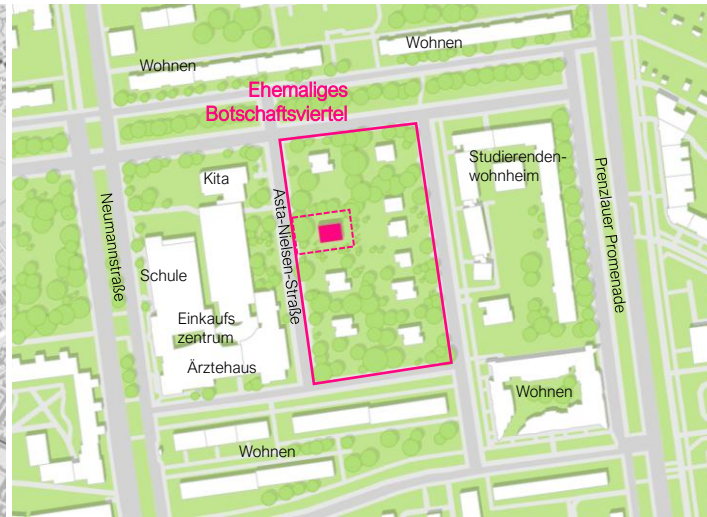 Wohnen
Wohnen
Ehemaliges
Botschaftsviertel
Kita
Studierenden-
wohnheim
Neumannstraße
Asta-Nielsen-Straße
Prenzlauer Promenade
Schule
Einkaufs
zentrum
Ärztehaus
Wohnen
Wohnen